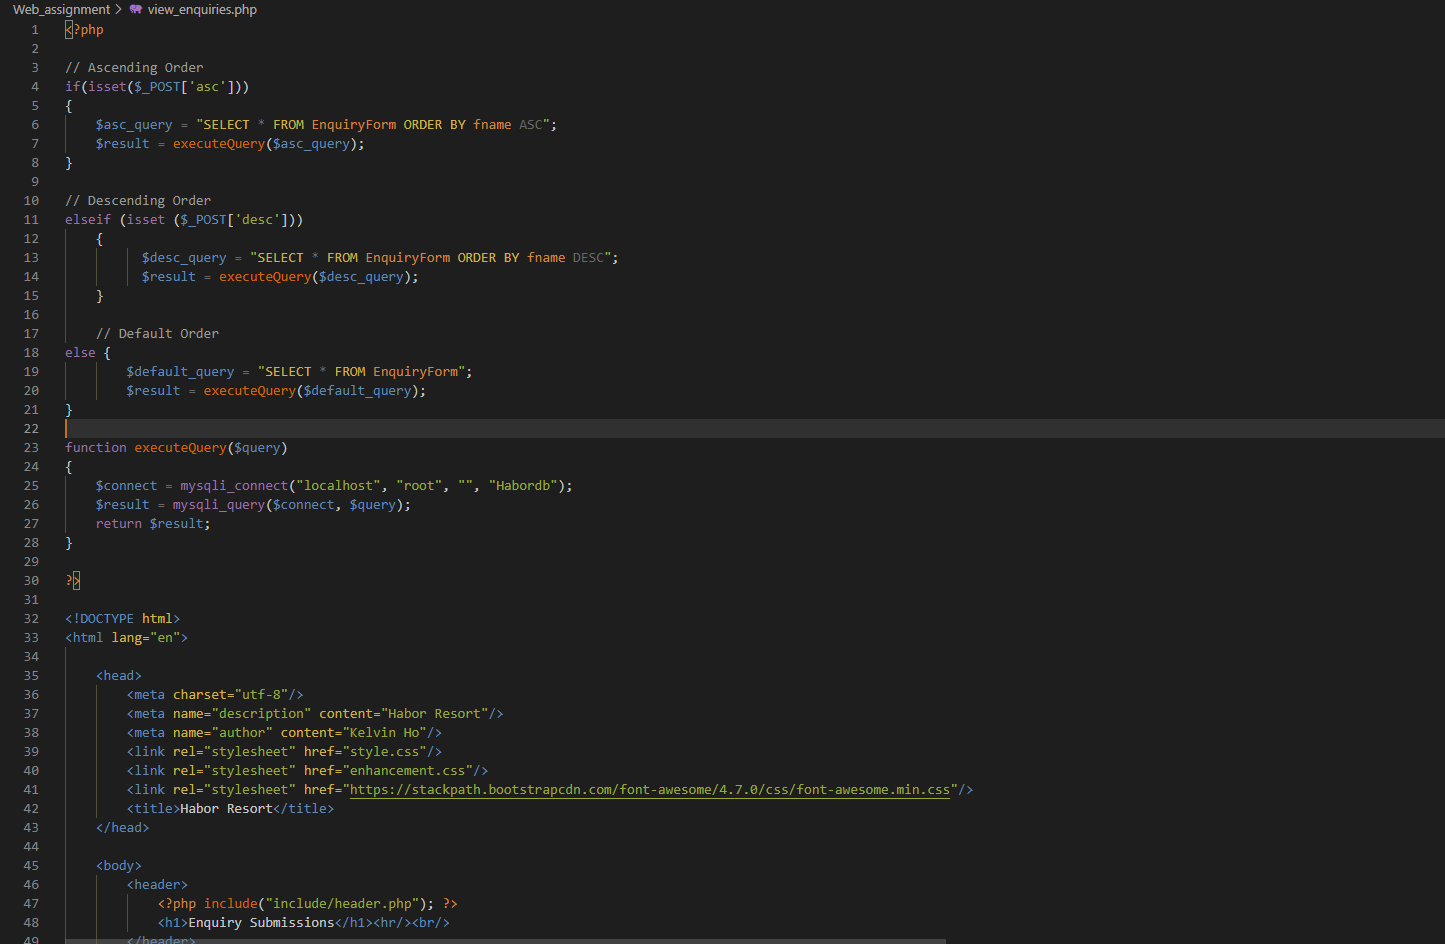 Web_assignment > view_enquiries.php
1 <?php
2
3 // Ascending Order
4 if(isset($_POST['asc']))
5 {
6 $asc_query = "SELECT * FROM EnquiryForm ORDER BY fname ASC";
7 $result = executeQuery($asc_query);
8 }
9
10 // Descending Order
11 elseif (isset ($_POST['desc']))
12 {
13 $desc_query = "SELECT * FROM EnquiryForm ORDER BY fname DESC";
14 $result = executeQuery($desc_query);
15 }
16
17 // Default Order
18 else {
19 $default_query = "SELECT * FROM EnquiryForm";
20 $result = executeQuery($default_query);
21 }
22
23 function executeQuery($query)
24 {
25 $connect = mysqli_connect("localhost", "root", "", "Habordb");
26 $result = mysqli_query($connect, $query);
27 return $result;
28 }
29
30 ?>
31
32 <!DOCTYPE html>
33 <html lang="en">
34
35 <head>
36 <meta charset="utf-8"/>
37 <meta name="description" content="Habor Resort"/>
38 <meta name="author" content="Kelvin Ho"/>
39 <link rel="stylesheet" href="style.css"/>
40 <link rel="stylesheet" href="enhancement.css"/>
41 <link rel="stylesheet" href="https://stackpath.bootstrapcdn.com/font-awesome/4.7.0/css/font-awesome.min.css"/>
42 <title>Habor Resort</title>
43 </head>
44
45 <body>
46 <header>
47 <?php include("include/header.php"); ?>
48 <h1>Enquiry Submissions</h1><hr/><br/>
49 </header>